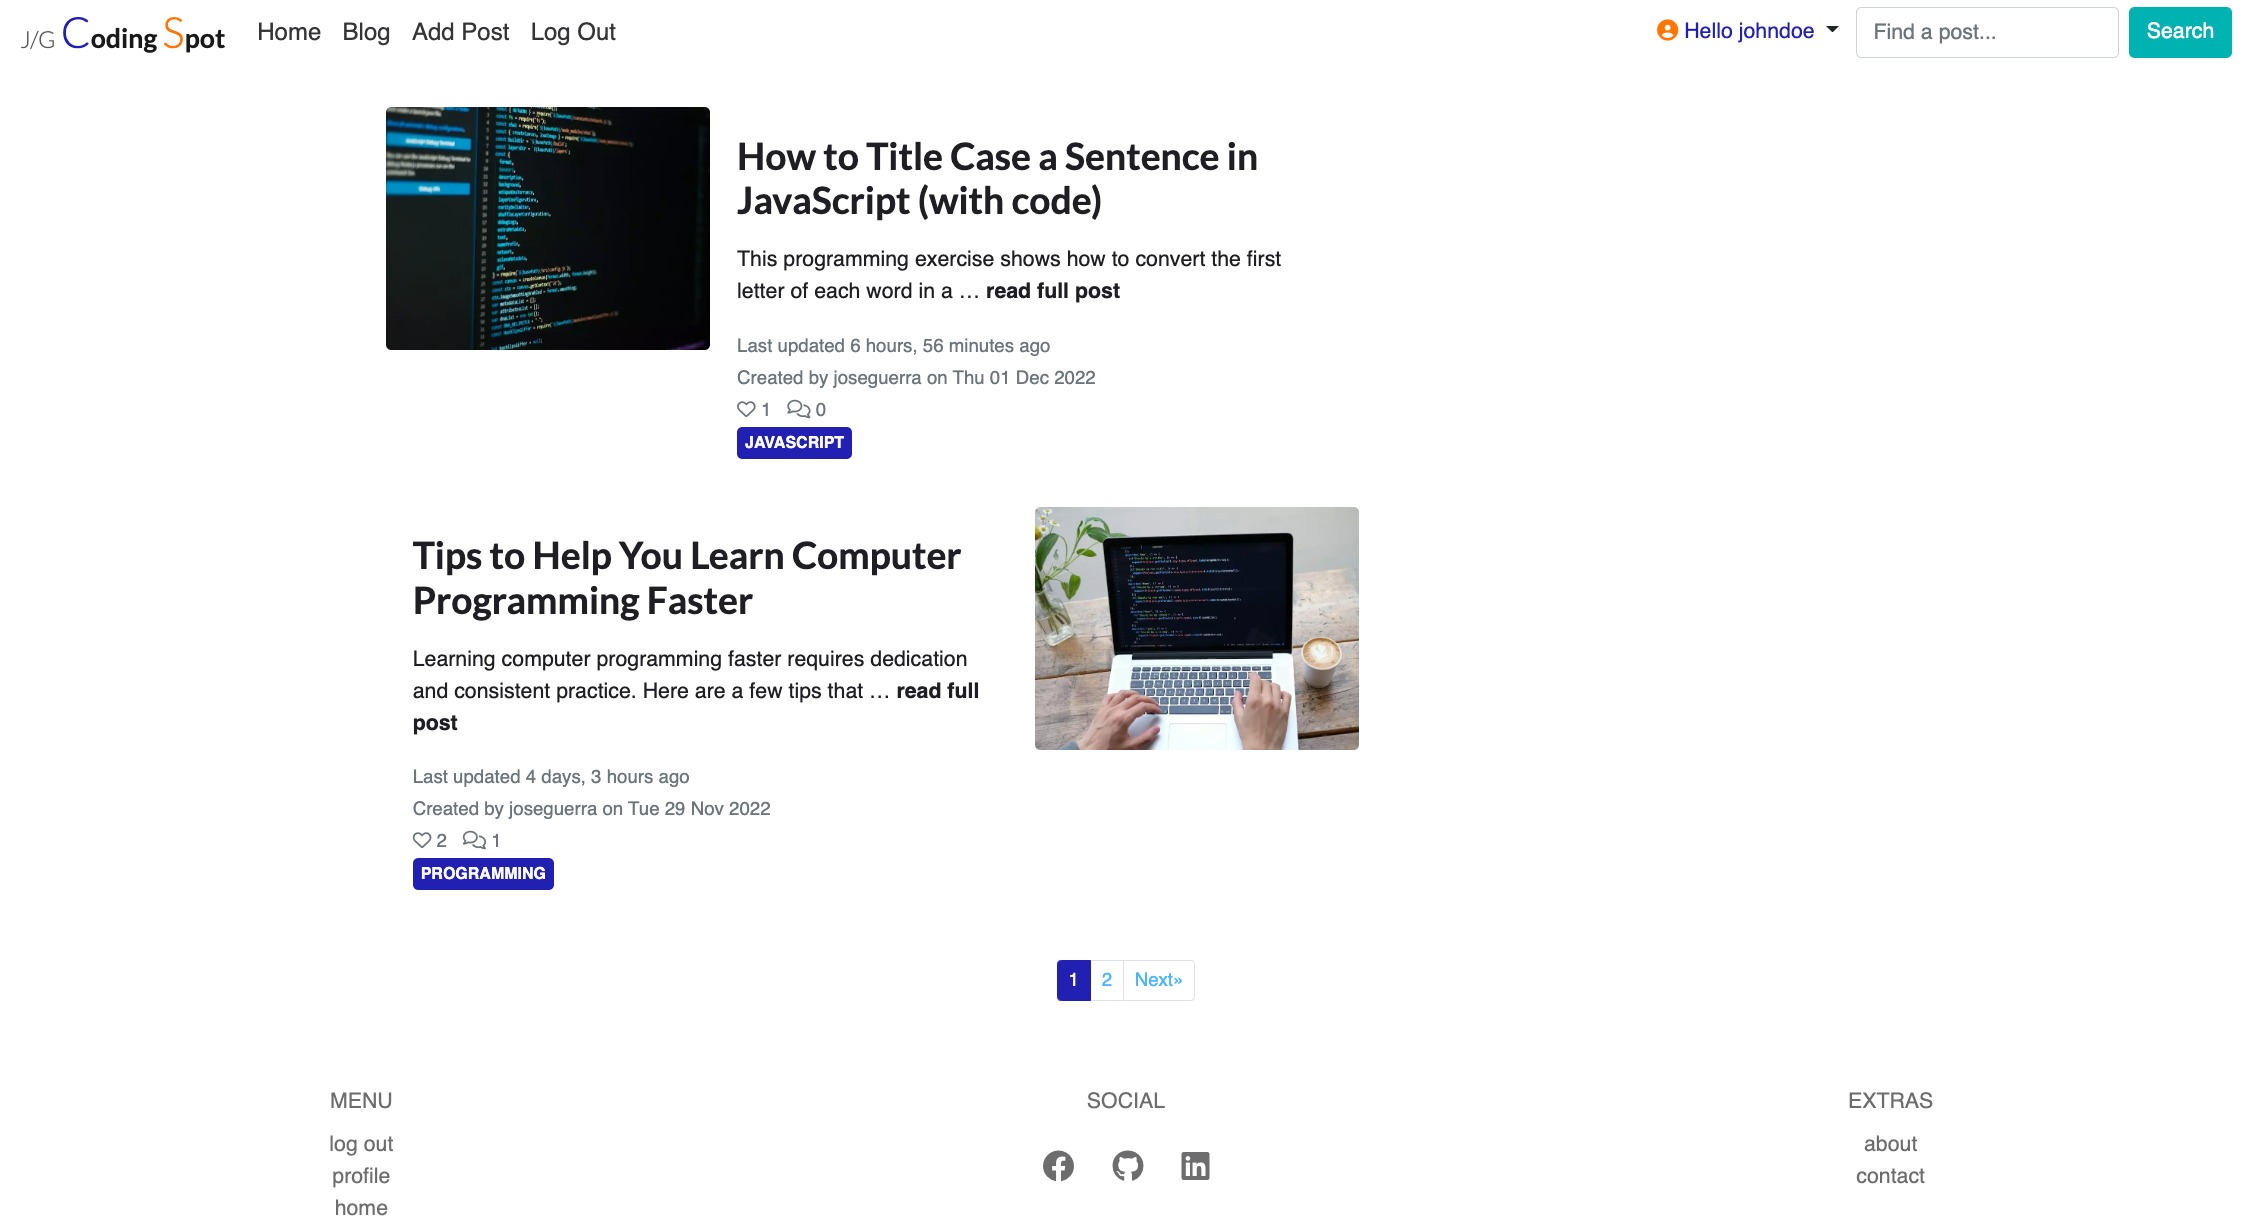 J/G Coding Spot Home Blog Add Post Log Out Hello johndoe Find a post... Search
How to Title Case a Sentence in
JavaScript (with code)
This programming exercise shows how to convert the first
letter of each word in a … read full post
Last updated 6 hours, 56 minutes ago
Created by joseguerra on Thu 01 Dec 2022
1 0
JAVASCRIPT
Tips to Help You Learn Computer
Programming Faster
Learning computer programming faster requires dedication
and consistent practice. Here are a few tips that … read full
post
Last updated 4 days, 3 hours ago
Created by joseguerra on Tue 29 Nov 2022
2 1
PROGRAMMING
1 2 Next»
MENU
log out
profile
home
SOCIAL
EXTRAS
about
contact